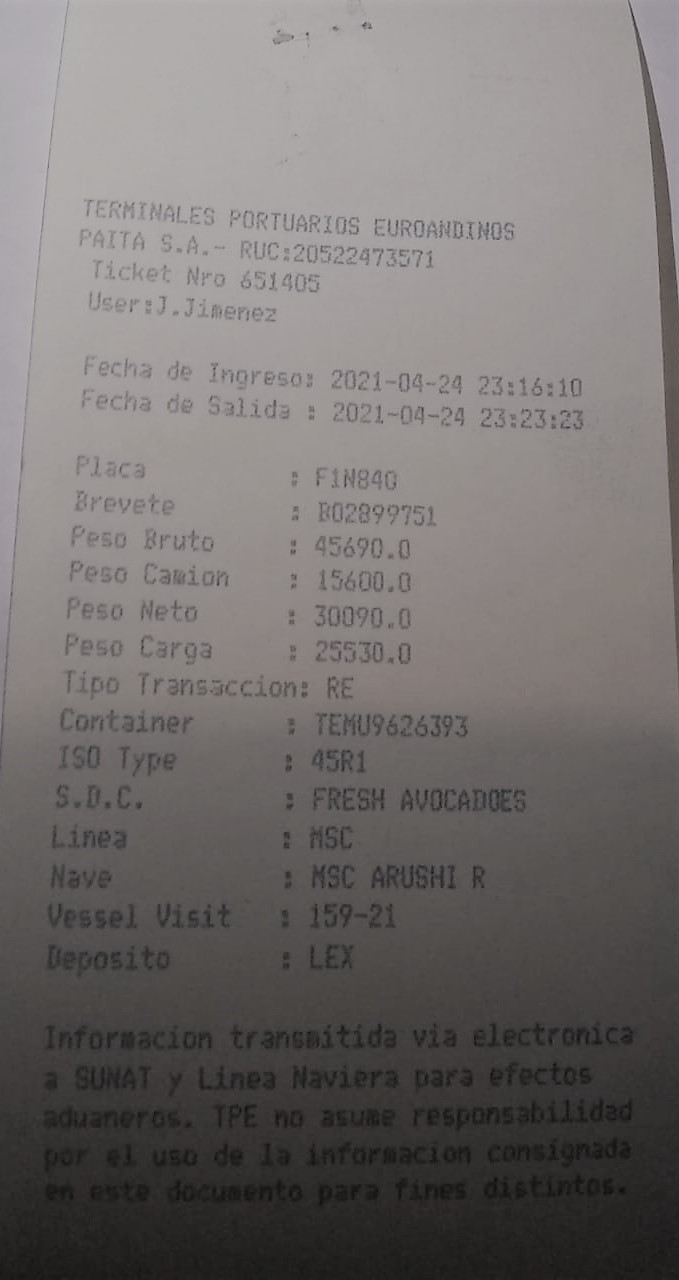 TERMINALES PORTUARIOS EUROANDINOS
PAITA S.A.- RUC:20522473571
Ticket Nro 651405
User:J.Jimenez
Fecha de Ingreso: 2021-04-24 23:16:10
Fecha de Salida : 2021-04-24 23:23:23
Placa : F1N840
Brevete : B02899751
Peso Bruto : 45690.0
Peso Camion : 15600.0
Peso Neto : 30090.0
Peso Carga : 25530.0
Tipo Transaccion: RE
Container : TEMU9626393
ISO Type : 45R1
S.D.C. : FRESH AVOCADOES
Linea : MSC
Nave : MSC ARUSHI R
Vessel Visit : 159-21
Deposito : LEX
Informacion transmitida via electronica
a SUNAT y Linea Naviera para efectos
aduaneros. TPE no asume responsabilidad
por el uso de la informacion consignada
en este documento para fines distintos.